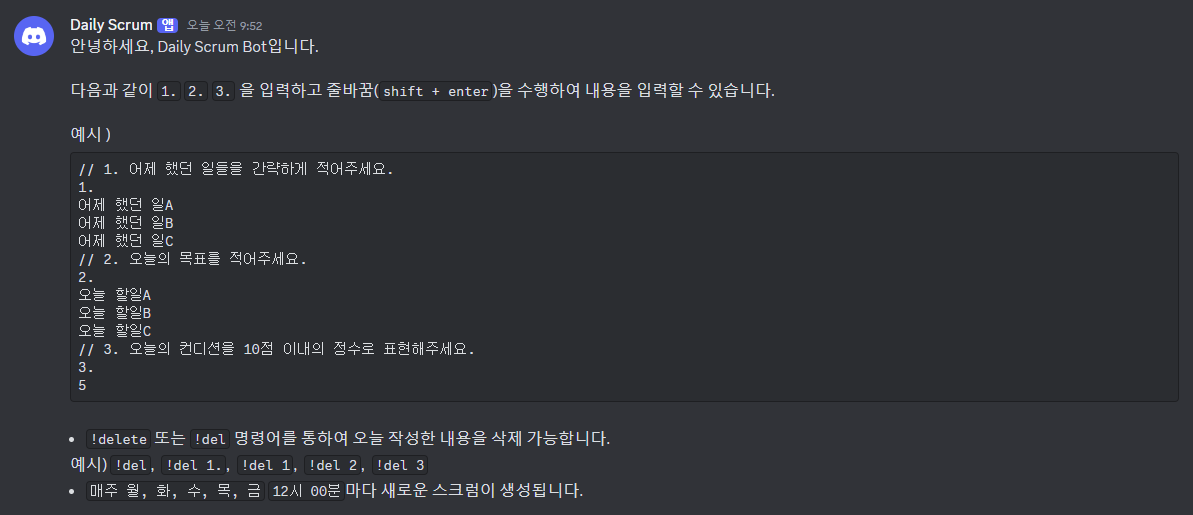 Daily Scrum 앱 오늘 오전 9:52
안녕하세요, Daily Scrum Bot입니다.
다음과 같이 1. 2. 3. 을 입력하고 줄바꿈(shift + enter)을 수행하여 내용을 입력할 수 있습니다.
예시 )
// 1. 어제 했던 일들을 간략하게 적어주세요.
1.
어제 했던 일A
어제 했던 일B
어제 했던 일C
// 2. 오늘의 목표를 적어주세요.
2.
오늘 할일A
오늘 할일B
오늘 할일C
// 3. 오늘의 컨디션을 10점 이내의 정수로 표현해주세요.
3.
5
• !delete 또는 !del 명령어를 통하여 오늘 작성한 내용을 삭제 가능합니다.
예시) !del, !del 1., !del 1, !del 2, !del 3
• 매주 월, 화, 수, 목, 금 12시 00분마다 새로운 스크럼이 생성됩니다.